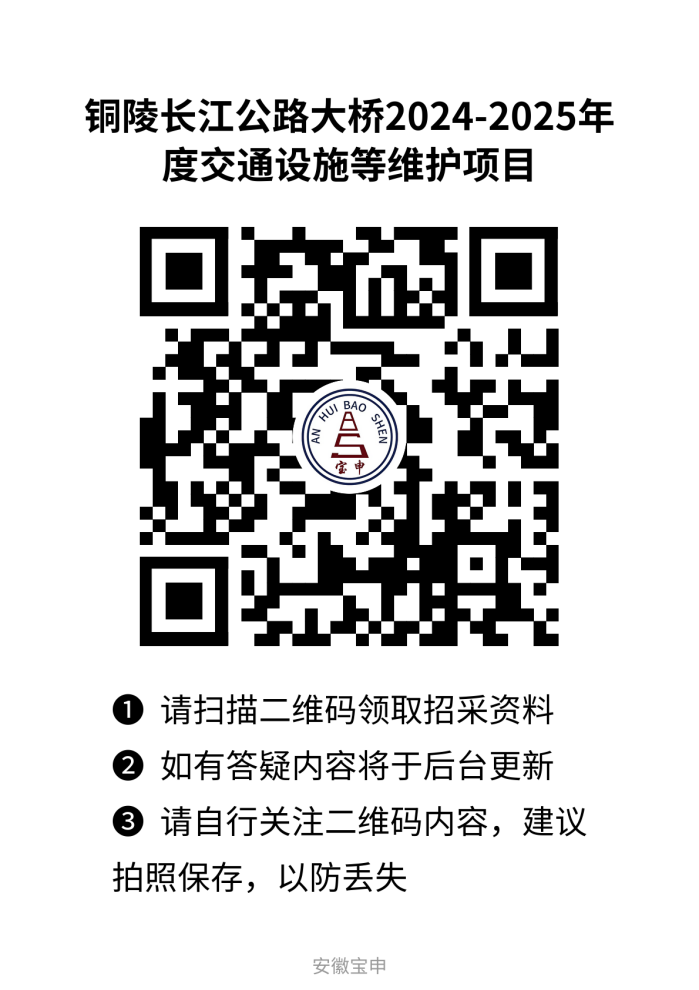 铜陵长江公路大桥2024-2025年
度交通设施等维护项目
AN HUI BAO SHEN
宝申
❶ 请扫描二维码领取招采资料
❷ 如有答疑内容将于后台更新
❸ 请自行关注二维码内容，建议
拍照保存，以防丢失
安徽宝申